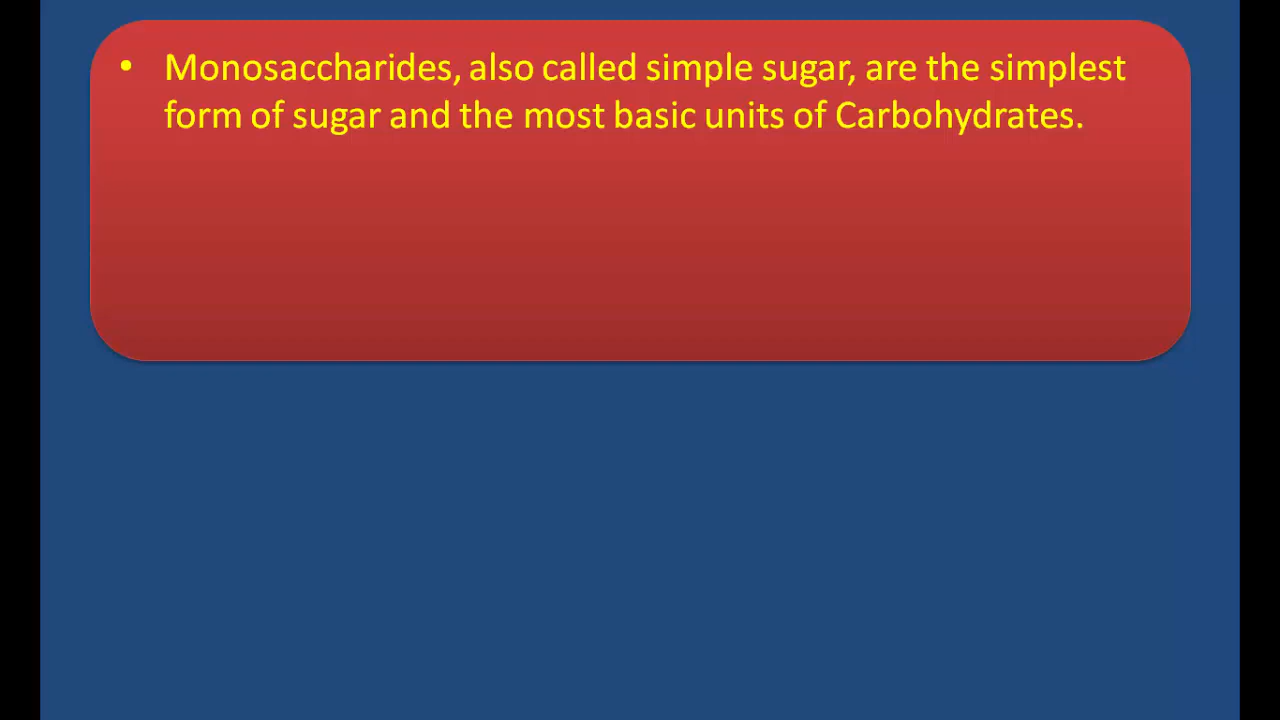 • Monosaccharides, also called simple sugar, are the simplest
form of sugar and the most basic units of Carbohydrates.